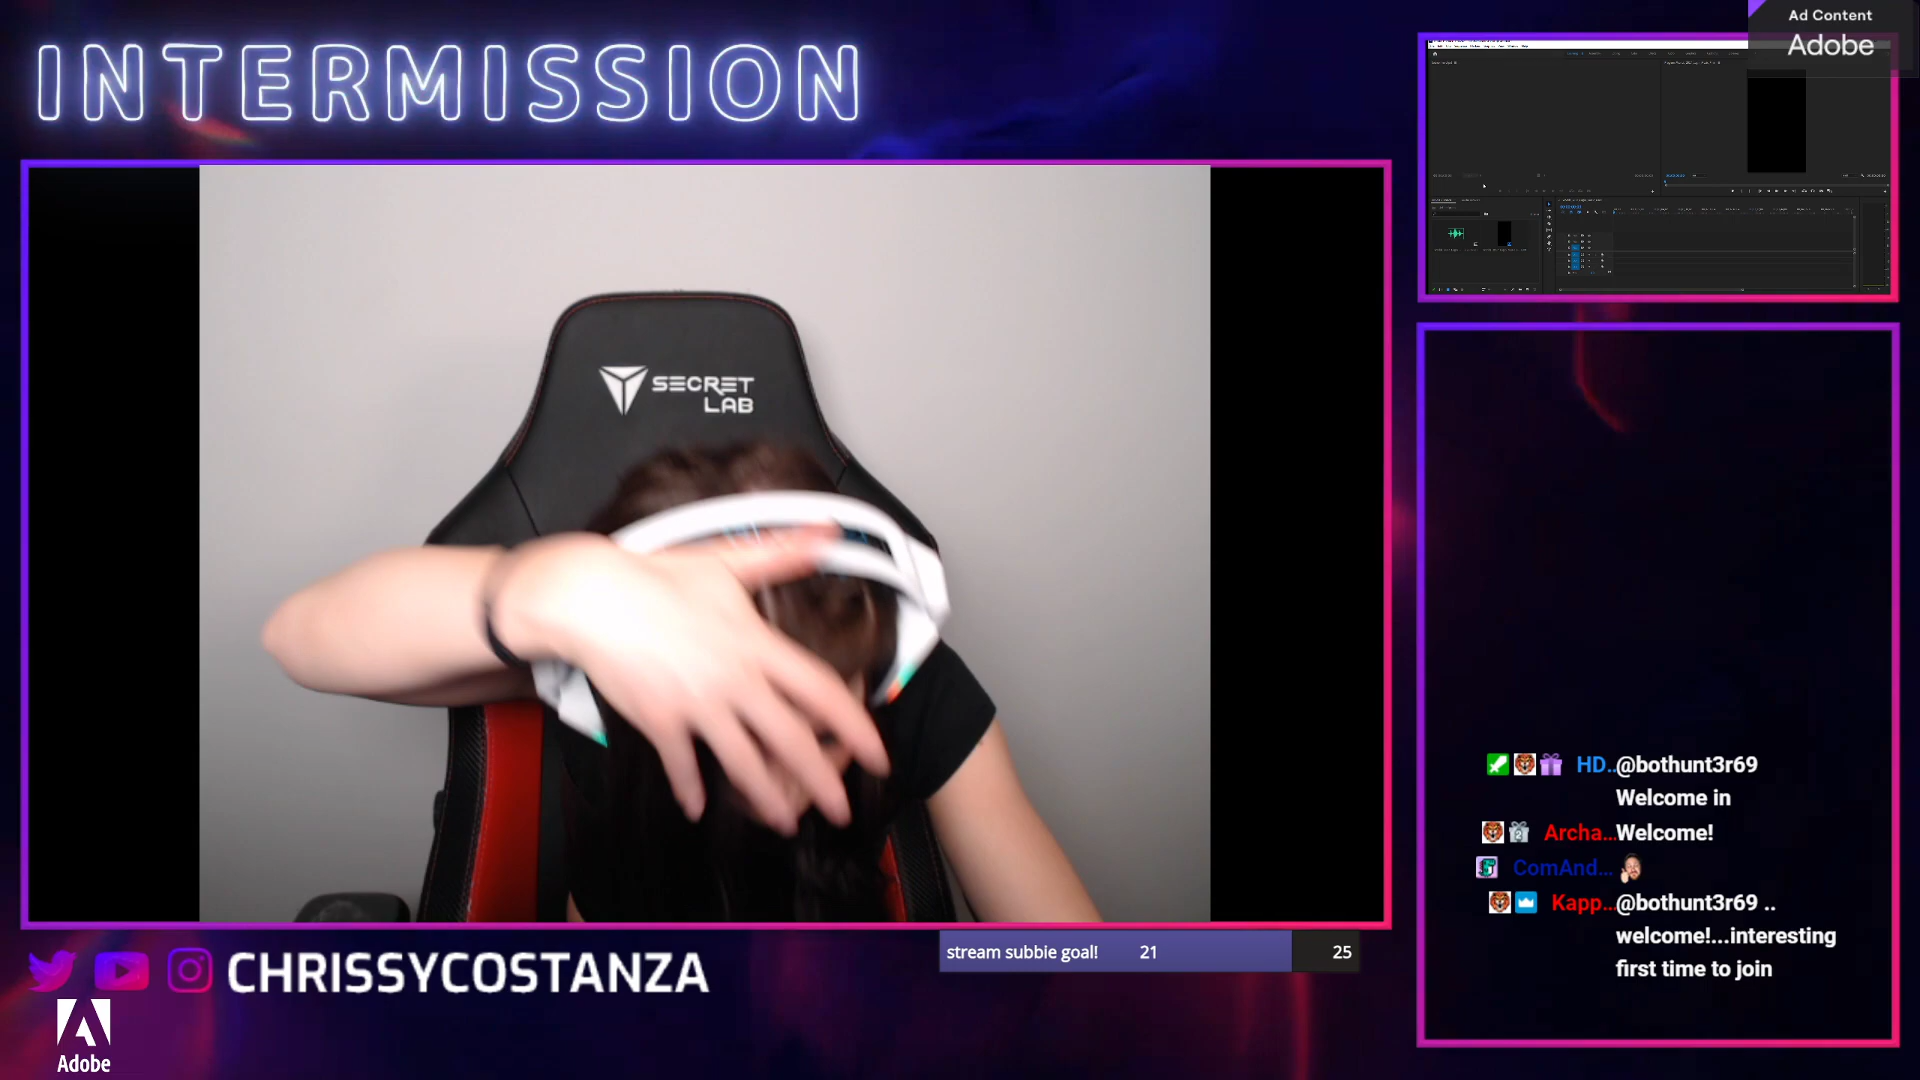 INTERMISSION
Ad Content
Adobe
SECRET
LAB
HD..@bothunt3r69
Welcome in
Archa...Welcome!
ComAnd...
Kapp...@bothunt3r69 ..
welcome!...interesting
first time to join
stream subbie goal! 21 25
CHRISSYCOSTANZA
Adobe